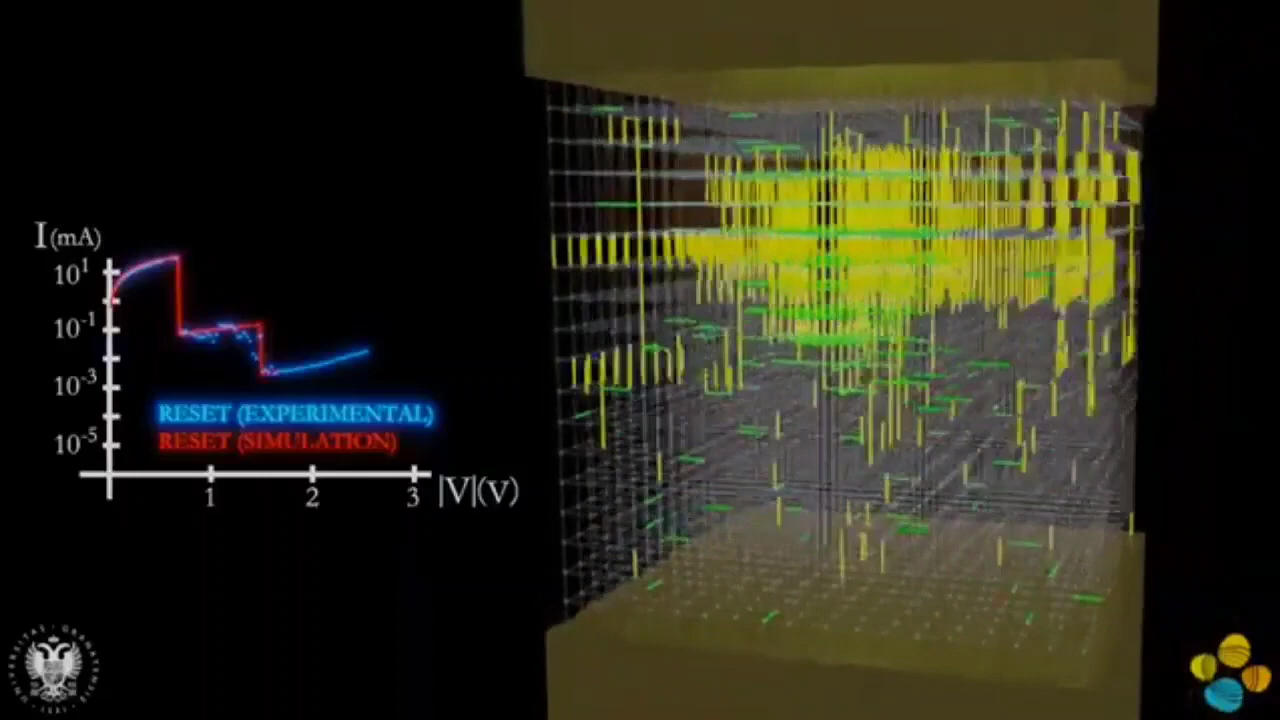 I(mA)
10¹
10⁻¹
10⁻³
10⁻⁵
RESET (EXPERIMENTAL)
RESET (SIMULATION)
1 2 3 |V|(V)